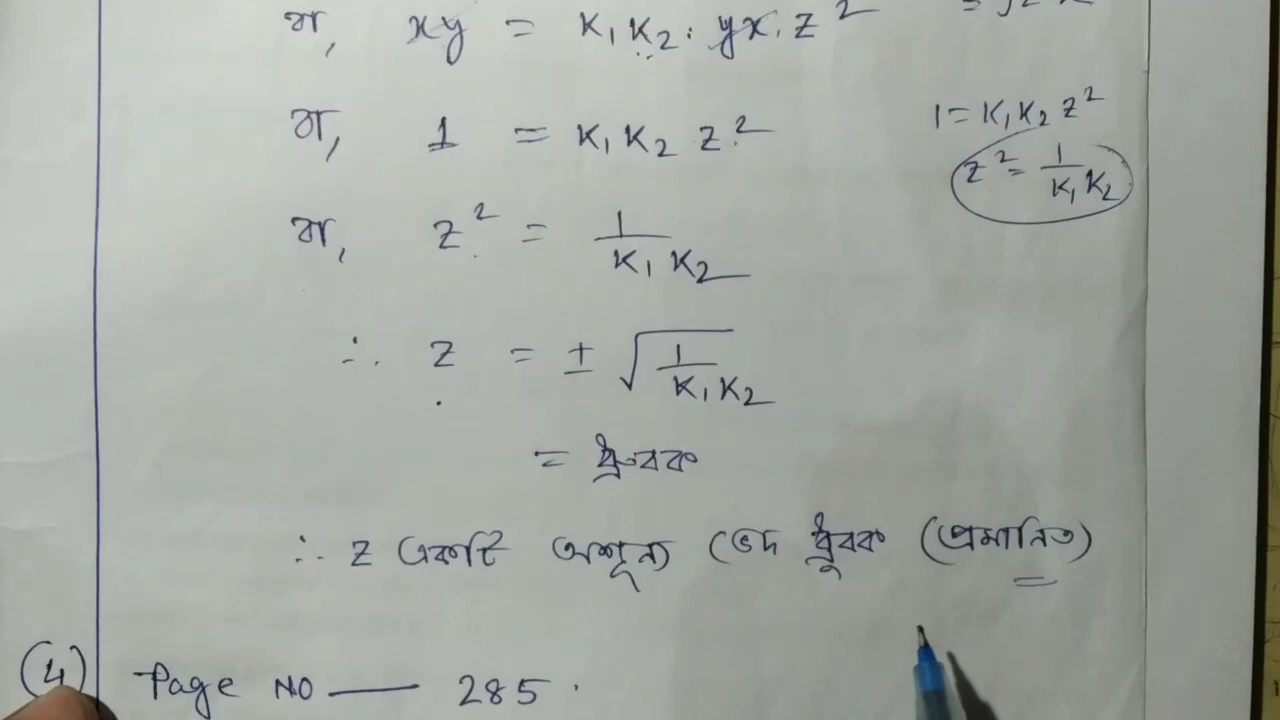 বা, xy = K₁K₂. yx. z²
বা, 1 = K₁K₂ z²
1 = K₁K₂ z²
z² = 1/K₁K₂
বা, z² = 1/K₁K₂
∴ z = ± √(1/K₁K₂)
= ধ্রুবক
∴ z একটি অশূন্য ভেদ ধ্রুবক (প্রমানিত)
(4) Page NO — 285.